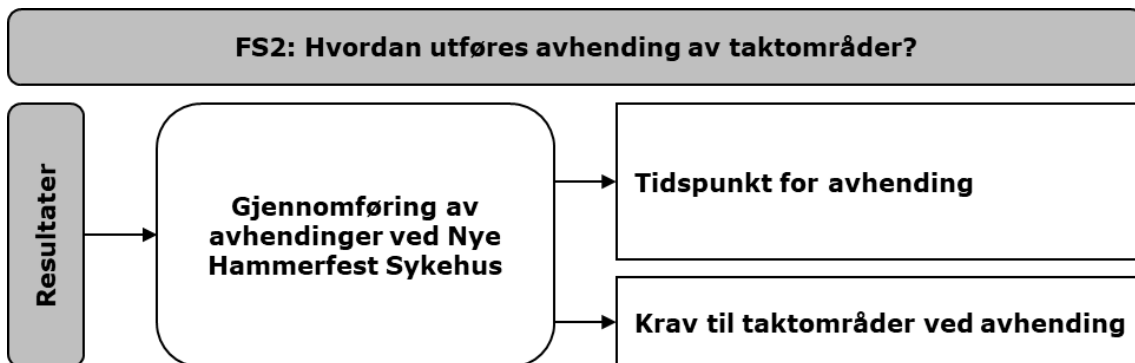 FS2: Hvordan utføres avhending av taktområder?
Resultater
Gjennomføring av
avhendinger ved Nye
Hammerfest Sykehus
Tidspunkt for avhending
Krav til taktområder ved avhending